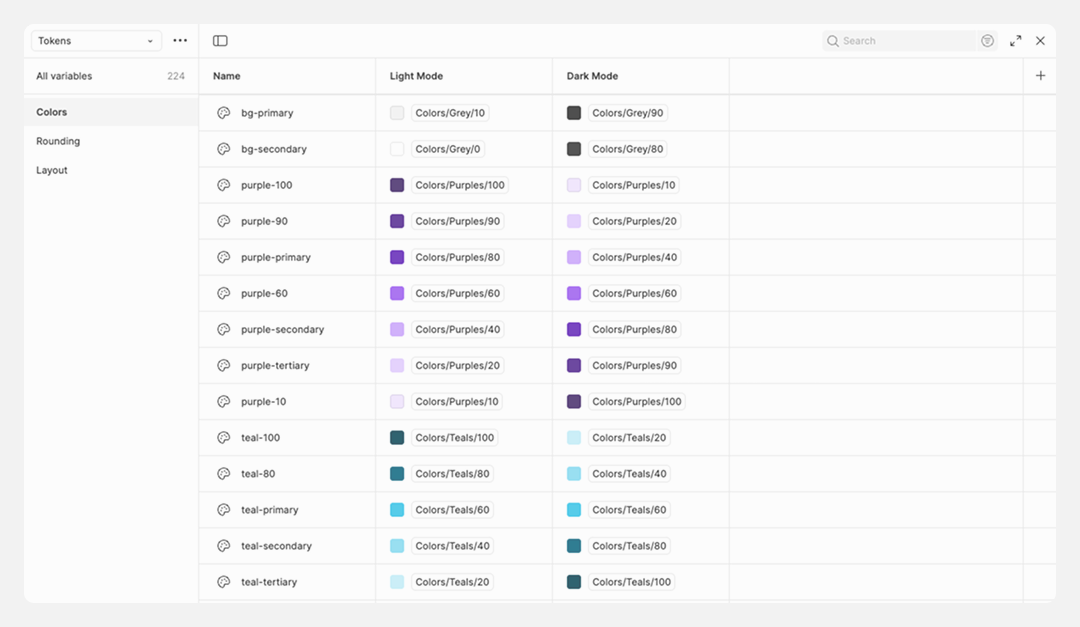 Tokens
Search
All variables 224
Colors
Rounding
Layout
Name Light Mode Dark Mode
bg-primary Colors/Grey/10 Colors/Grey/90
bg-secondary Colors/Grey/0 Colors/Grey/80
purple-100 Colors/Purples/100 Colors/Purples/10
purple-90 Colors/Purples/90 Colors/Purples/20
purple-primary Colors/Purples/80 Colors/Purples/40
purple-60 Colors/Purples/60 Colors/Purples/60
purple-secondary Colors/Purples/40 Colors/Purples/80
purple-tertiary Colors/Purples/20 Colors/Purples/90
purple-10 Colors/Purples/10 Colors/Purples/100
teal-100 Colors/Teals/100 Colors/Teals/20
teal-80 Colors/Teals/80 Colors/Teals/40
teal-primary Colors/Teals/60 Colors/Teals/60
teal-secondary Colors/Teals/40 Colors/Teals/80
teal-tertiary Colors/Teals/20 Colors/Teals/100